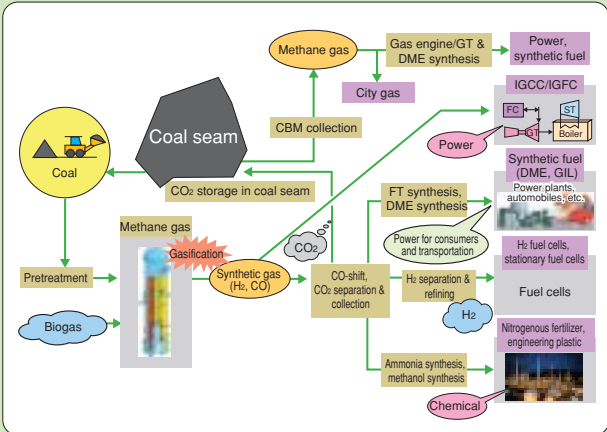 Methane gas
Gas engine/GT &
DME synthesis
Power,
synthetic fuel
City gas
IGCC/IGFC
FC
ST
GT
Boiler
Power
Coal seam
CBM collection
Coal
CO2 storage in coal seam
Synthetic fuel
(DME, GIL)
Power plants,
automobiles, etc.
FT synthesis,
DME synthesis
Methane gas
Gasification
CO2
Power for consumers
and transportation
Pretreatment
Synthetic gas
(H2, CO)
CO-shift,
CO2 separation &
collection
H2 separation &
refining
H2 fuel cells,
stationary fuel cells
Fuel cells
H2
Biogas
Nitrogenous fertilizer,
engineering plastic
Ammonia synthesis,
methanol synthesis
Chemical